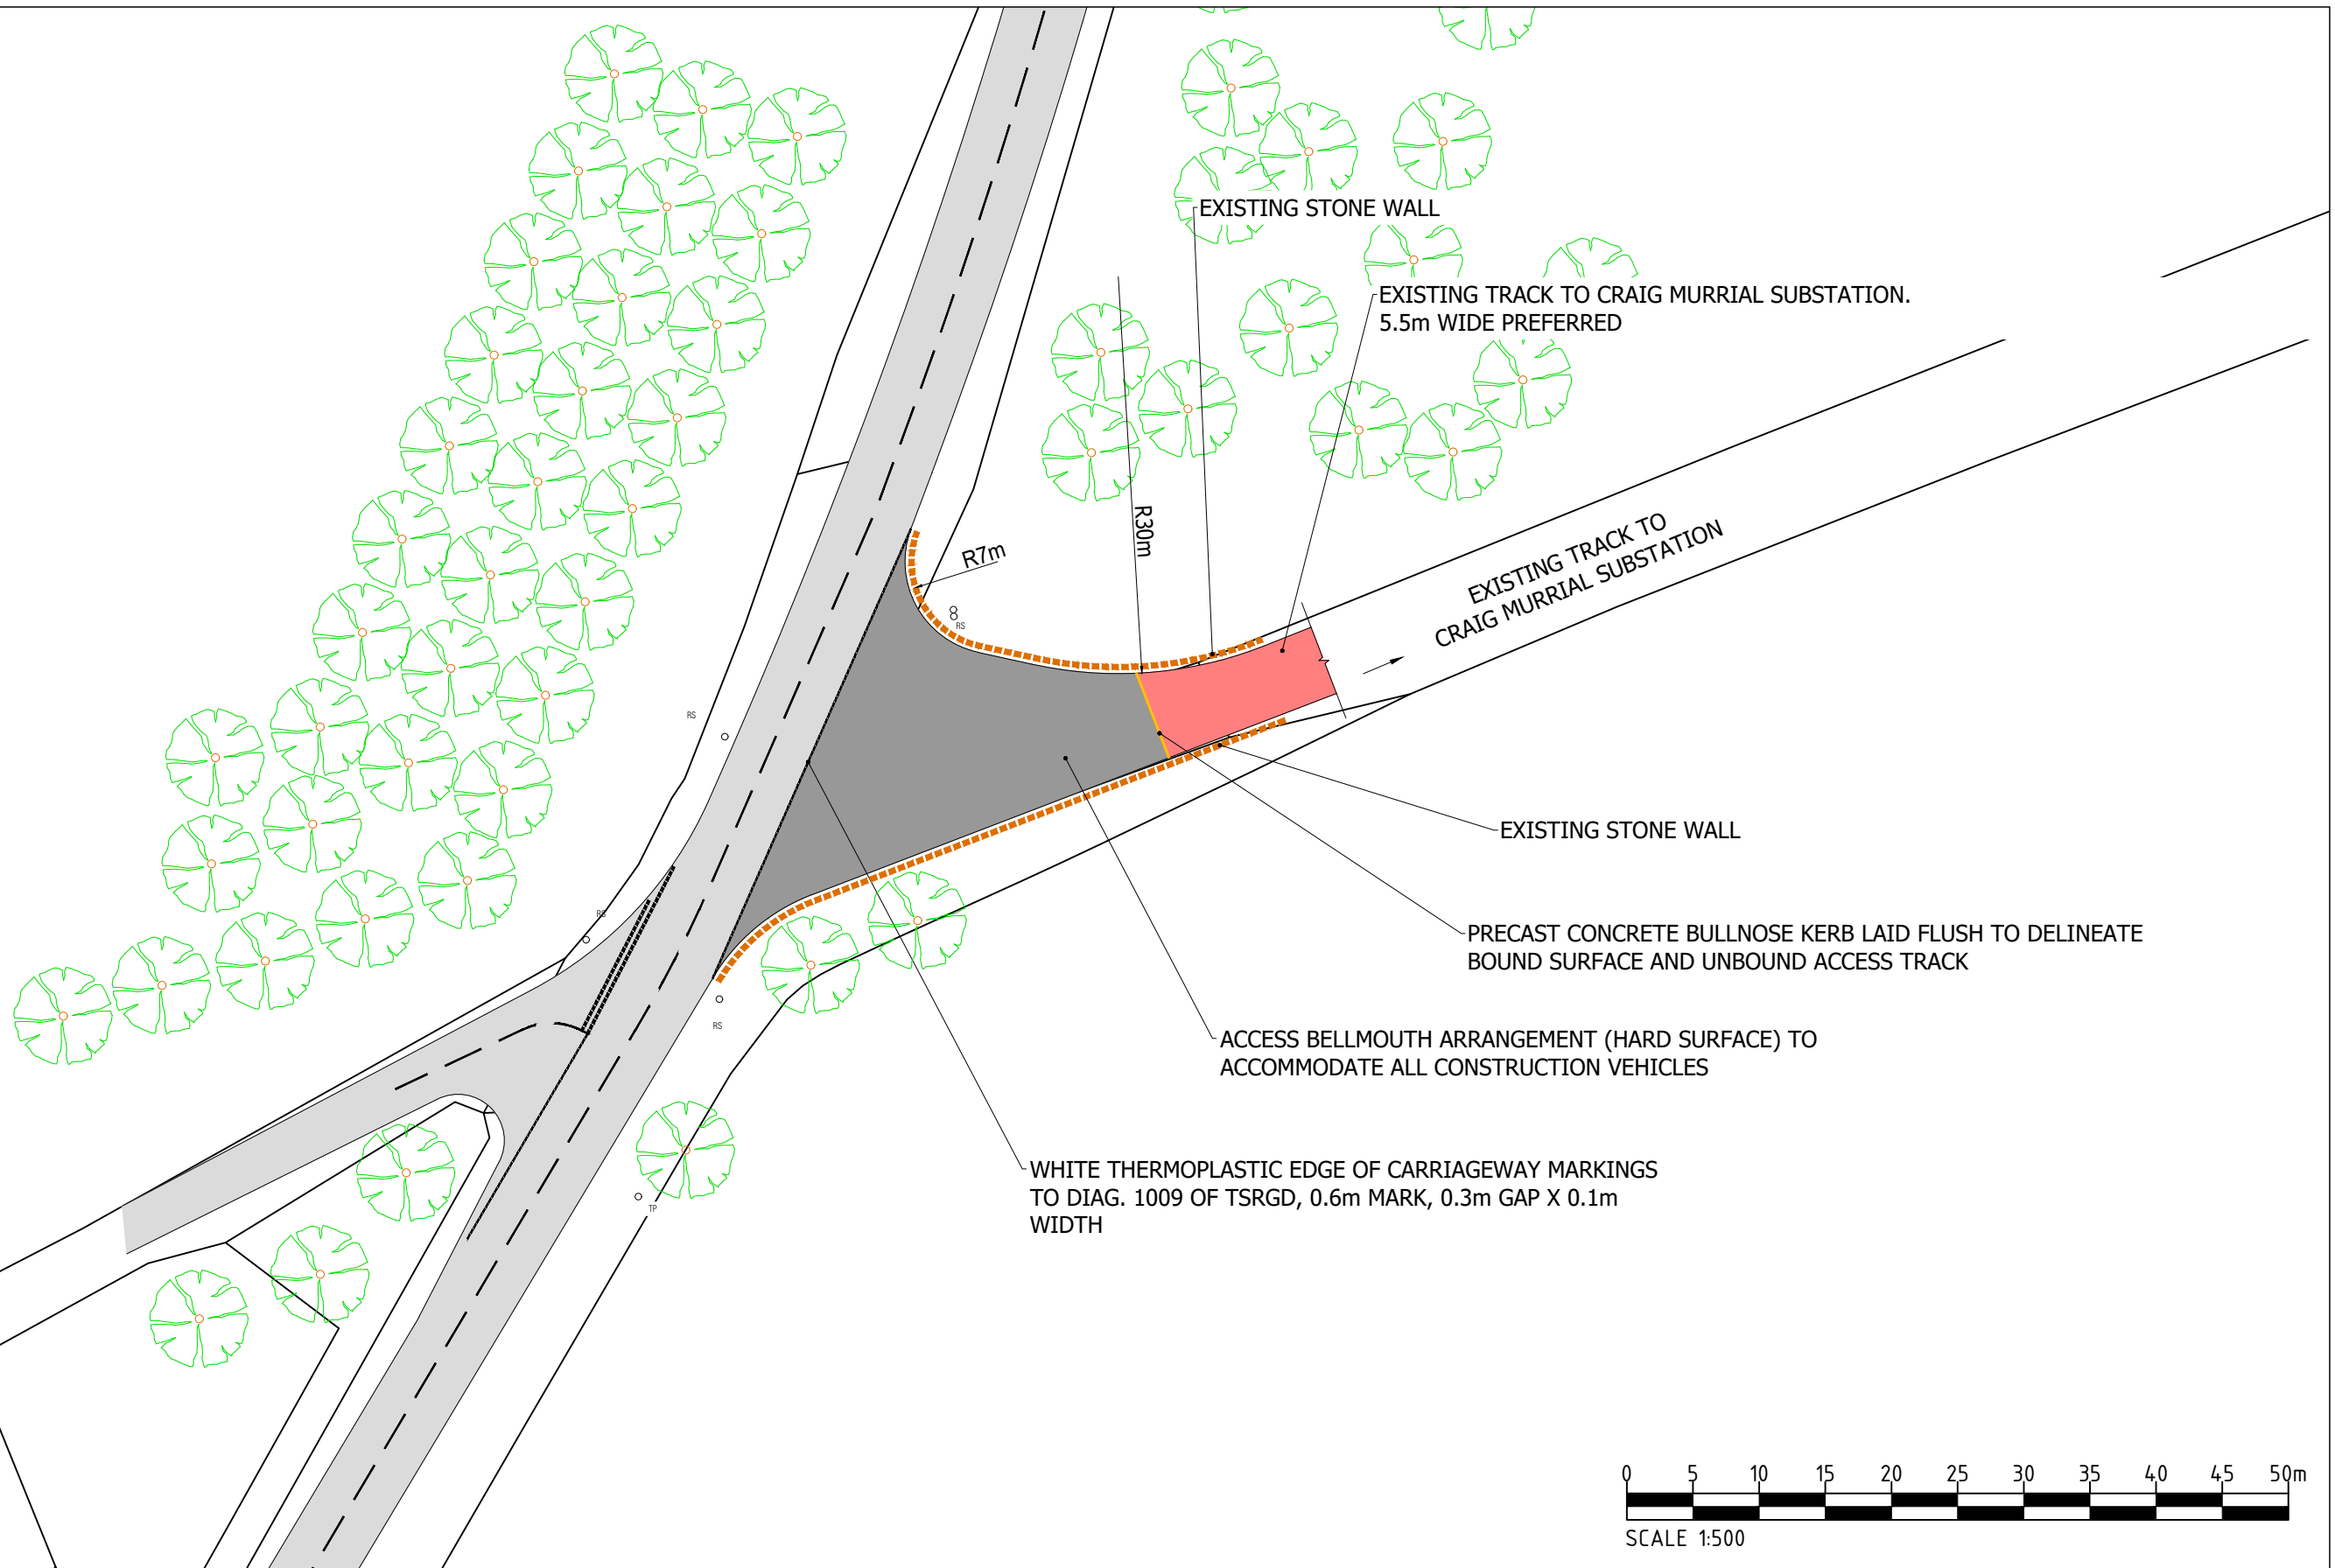 EXISTING STONE WALL
EXISTING TRACK TO CRAIG MURRIAL SUBSTATION.
5.5m WIDE PREFERRED
R30m
R7m
EXISTING TRACK TO
CRAIG MURRIAL SUBSTATION
RS
RS
EXISTING STONE WALL
RB
PRECAST CONCRETE BULLNOSE KERB LAID FLUSH TO DELINEATE
BOUND SURFACE AND UNBOUND ACCESS TRACK
RS
ACCESS BELLMOUTH ARRANGEMENT (HARD SURFACE) TO
ACCOMMODATE ALL CONSTRUCTION VEHICLES
WHITE THERMOPLASTIC EDGE OF CARRIAGEWAY MARKINGS
TO DIAG. 1009 OF TSRGD, 0.6m MARK, 0.3m GAP X 0.1m
WIDTH
TP
0 5 10 15 20 25 30 35 40 45 50m
SCALE 1:500